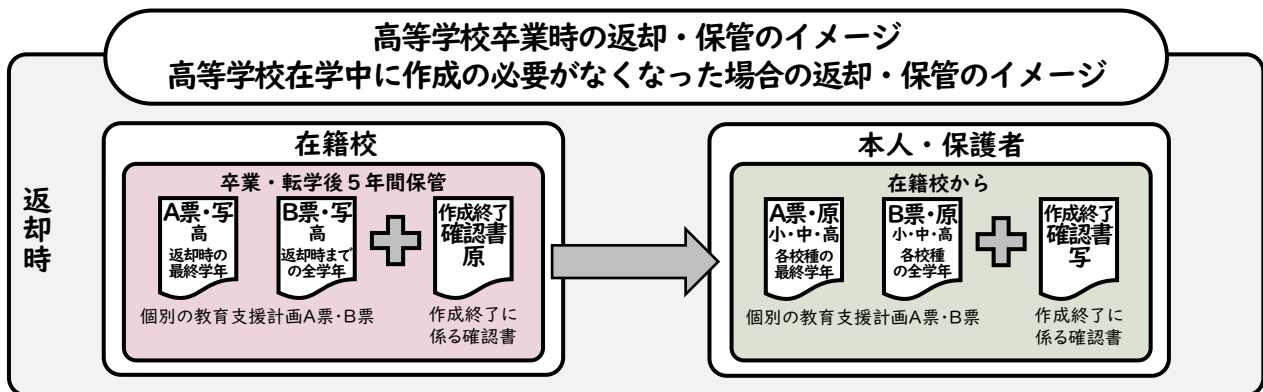 高等学校卒業時の返却・保管のイメージ
高等学校在学中に作成の必要がなくなった場合の返却・保管のイメージ
返却時
在籍校
卒業・転学後５年間保管
A票・写
高
返却時の
最終学年
B票・写
高
返却時まで
の全学年
作成終了
確認書
原
個別の教育支援計画A票・B票
作成終了に
係る確認書
本人・保護者
在籍校から
A票・原
小・中・高
各校種の
最終学年
B票・原
小・中・高
各校種
の全学年
作成終了
確認書
写
個別の教育支援計画A票・B票
作成終了に
係る確認書